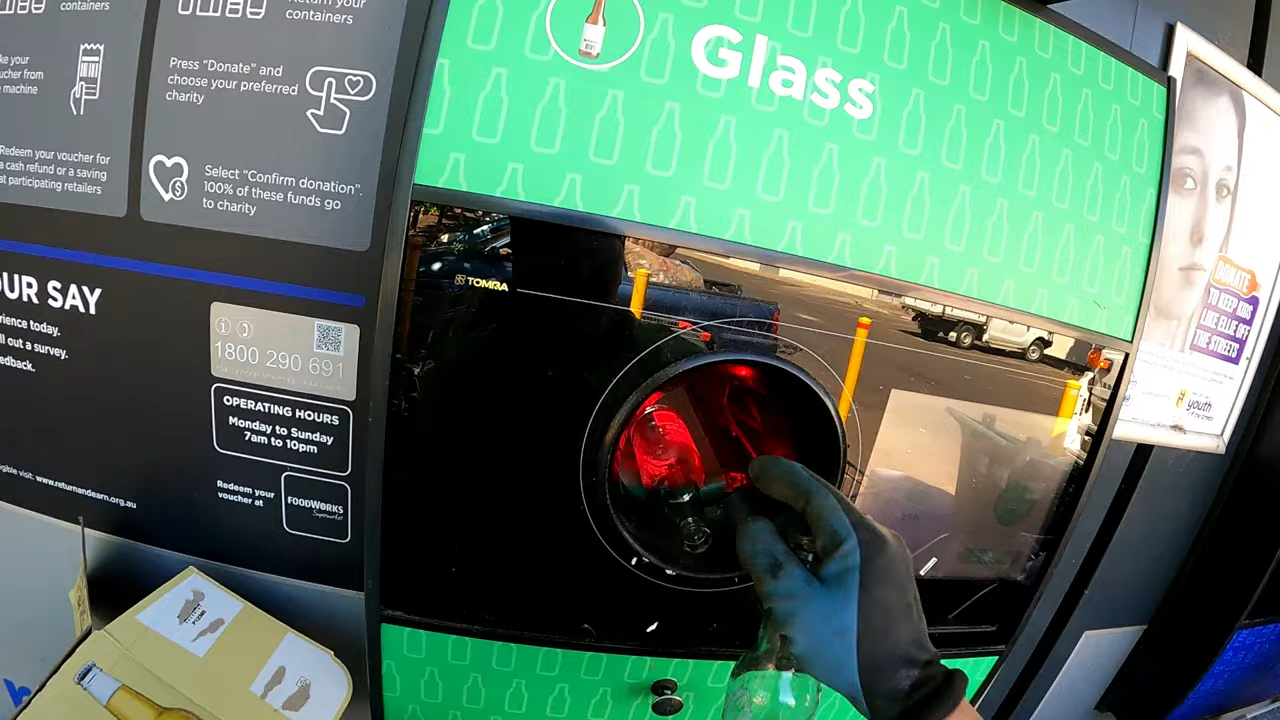 containers
ke your
ucher from
machine
Redeem your voucher for
a cash refund or a saving
at participating retailers
Return your
containers
Press "Donate" and
choose your preferred
charity
Select "Confirm donation".
100% of these funds go
to charity
OUR SAY
rience today.
ll out a survey.
edback.
1800 290 691
OPERATING HOURS
Monday to Sunday
7am to 10pm
Redeem your
voucher at
FOODWORKS
Supermarket
gible visit: www.returnandearn.org.au
Glass
TOMRA
DONATE
TO KEEP KIDS
LIKE ELLIE OFF
THE STREETS
youth